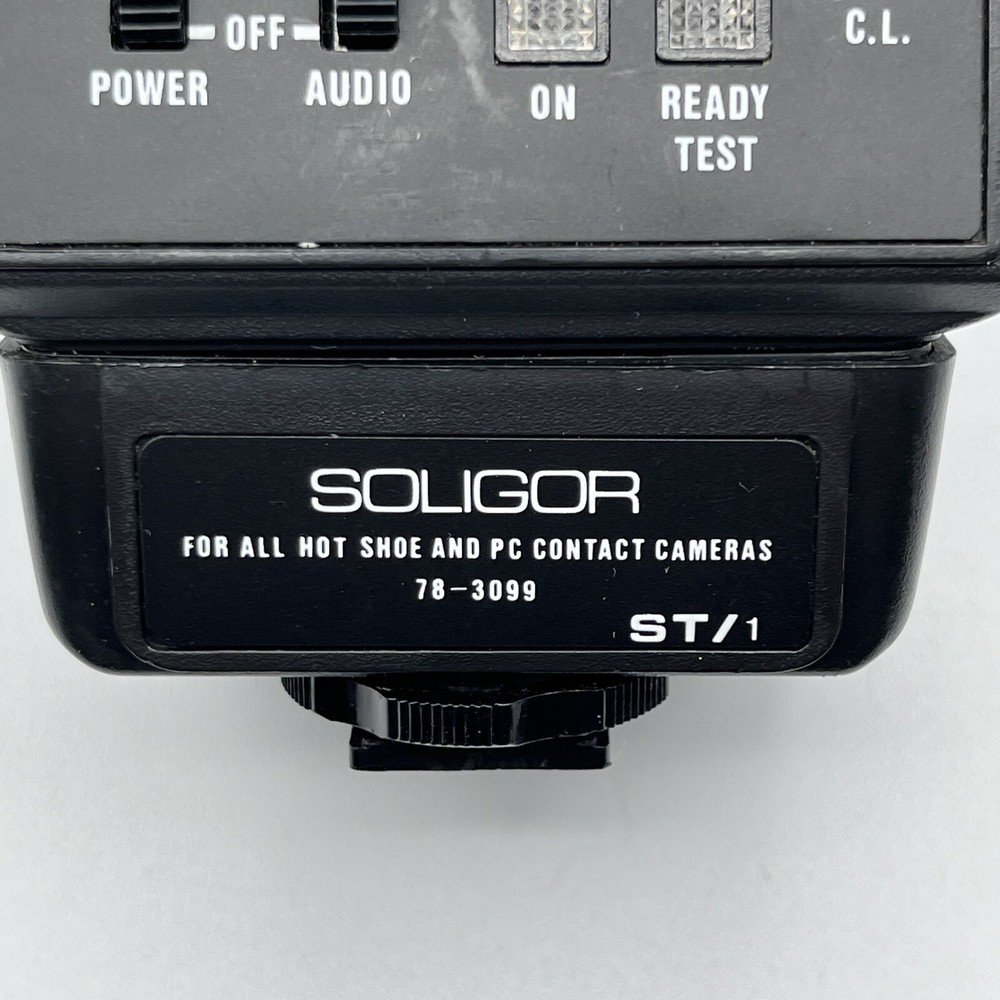 OFF
C.L.
POWER AUDIO ON READY
TEST
SOLIGOR
FOR ALL HOT SHOE AND PC CONTACT CAMERAS
78-3099
ST/1